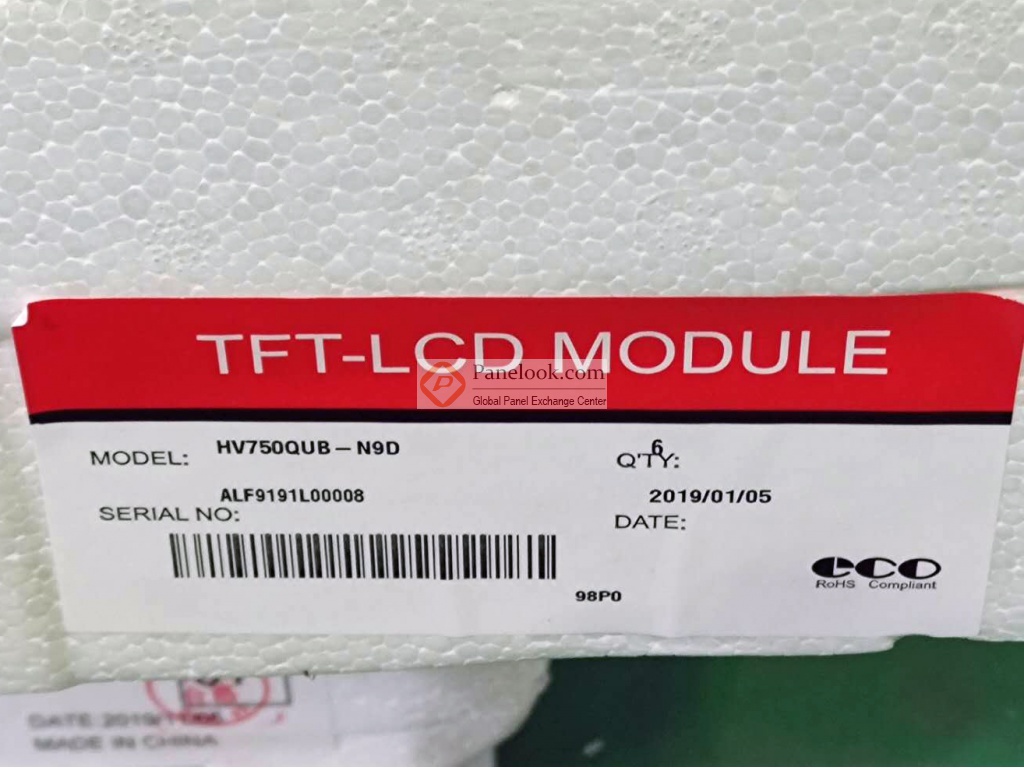 TFT-LCD MODULE
Panelook.com
Global Panel Exchange Center
MODEL: HV750QUB-N9D
Q'TY: 6
ALF9191L00008
SERIAL NO:
2019/01/05
DATE:
eco
RoHS Compliant
98P0
MADE IN CHINA